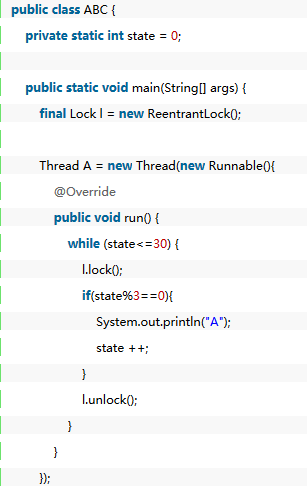 public class ABC {
private static int state = 0;
public static void main(String[] args) {
final Lock l = new ReentrantLock();
Thread A = new Thread(new Runnable(){
@Override
public void run() {
while (state<=30) {
l.lock();
if(state%3==0){
System.out.println("A");
state ++;
}
l.unlock();
}
}
});